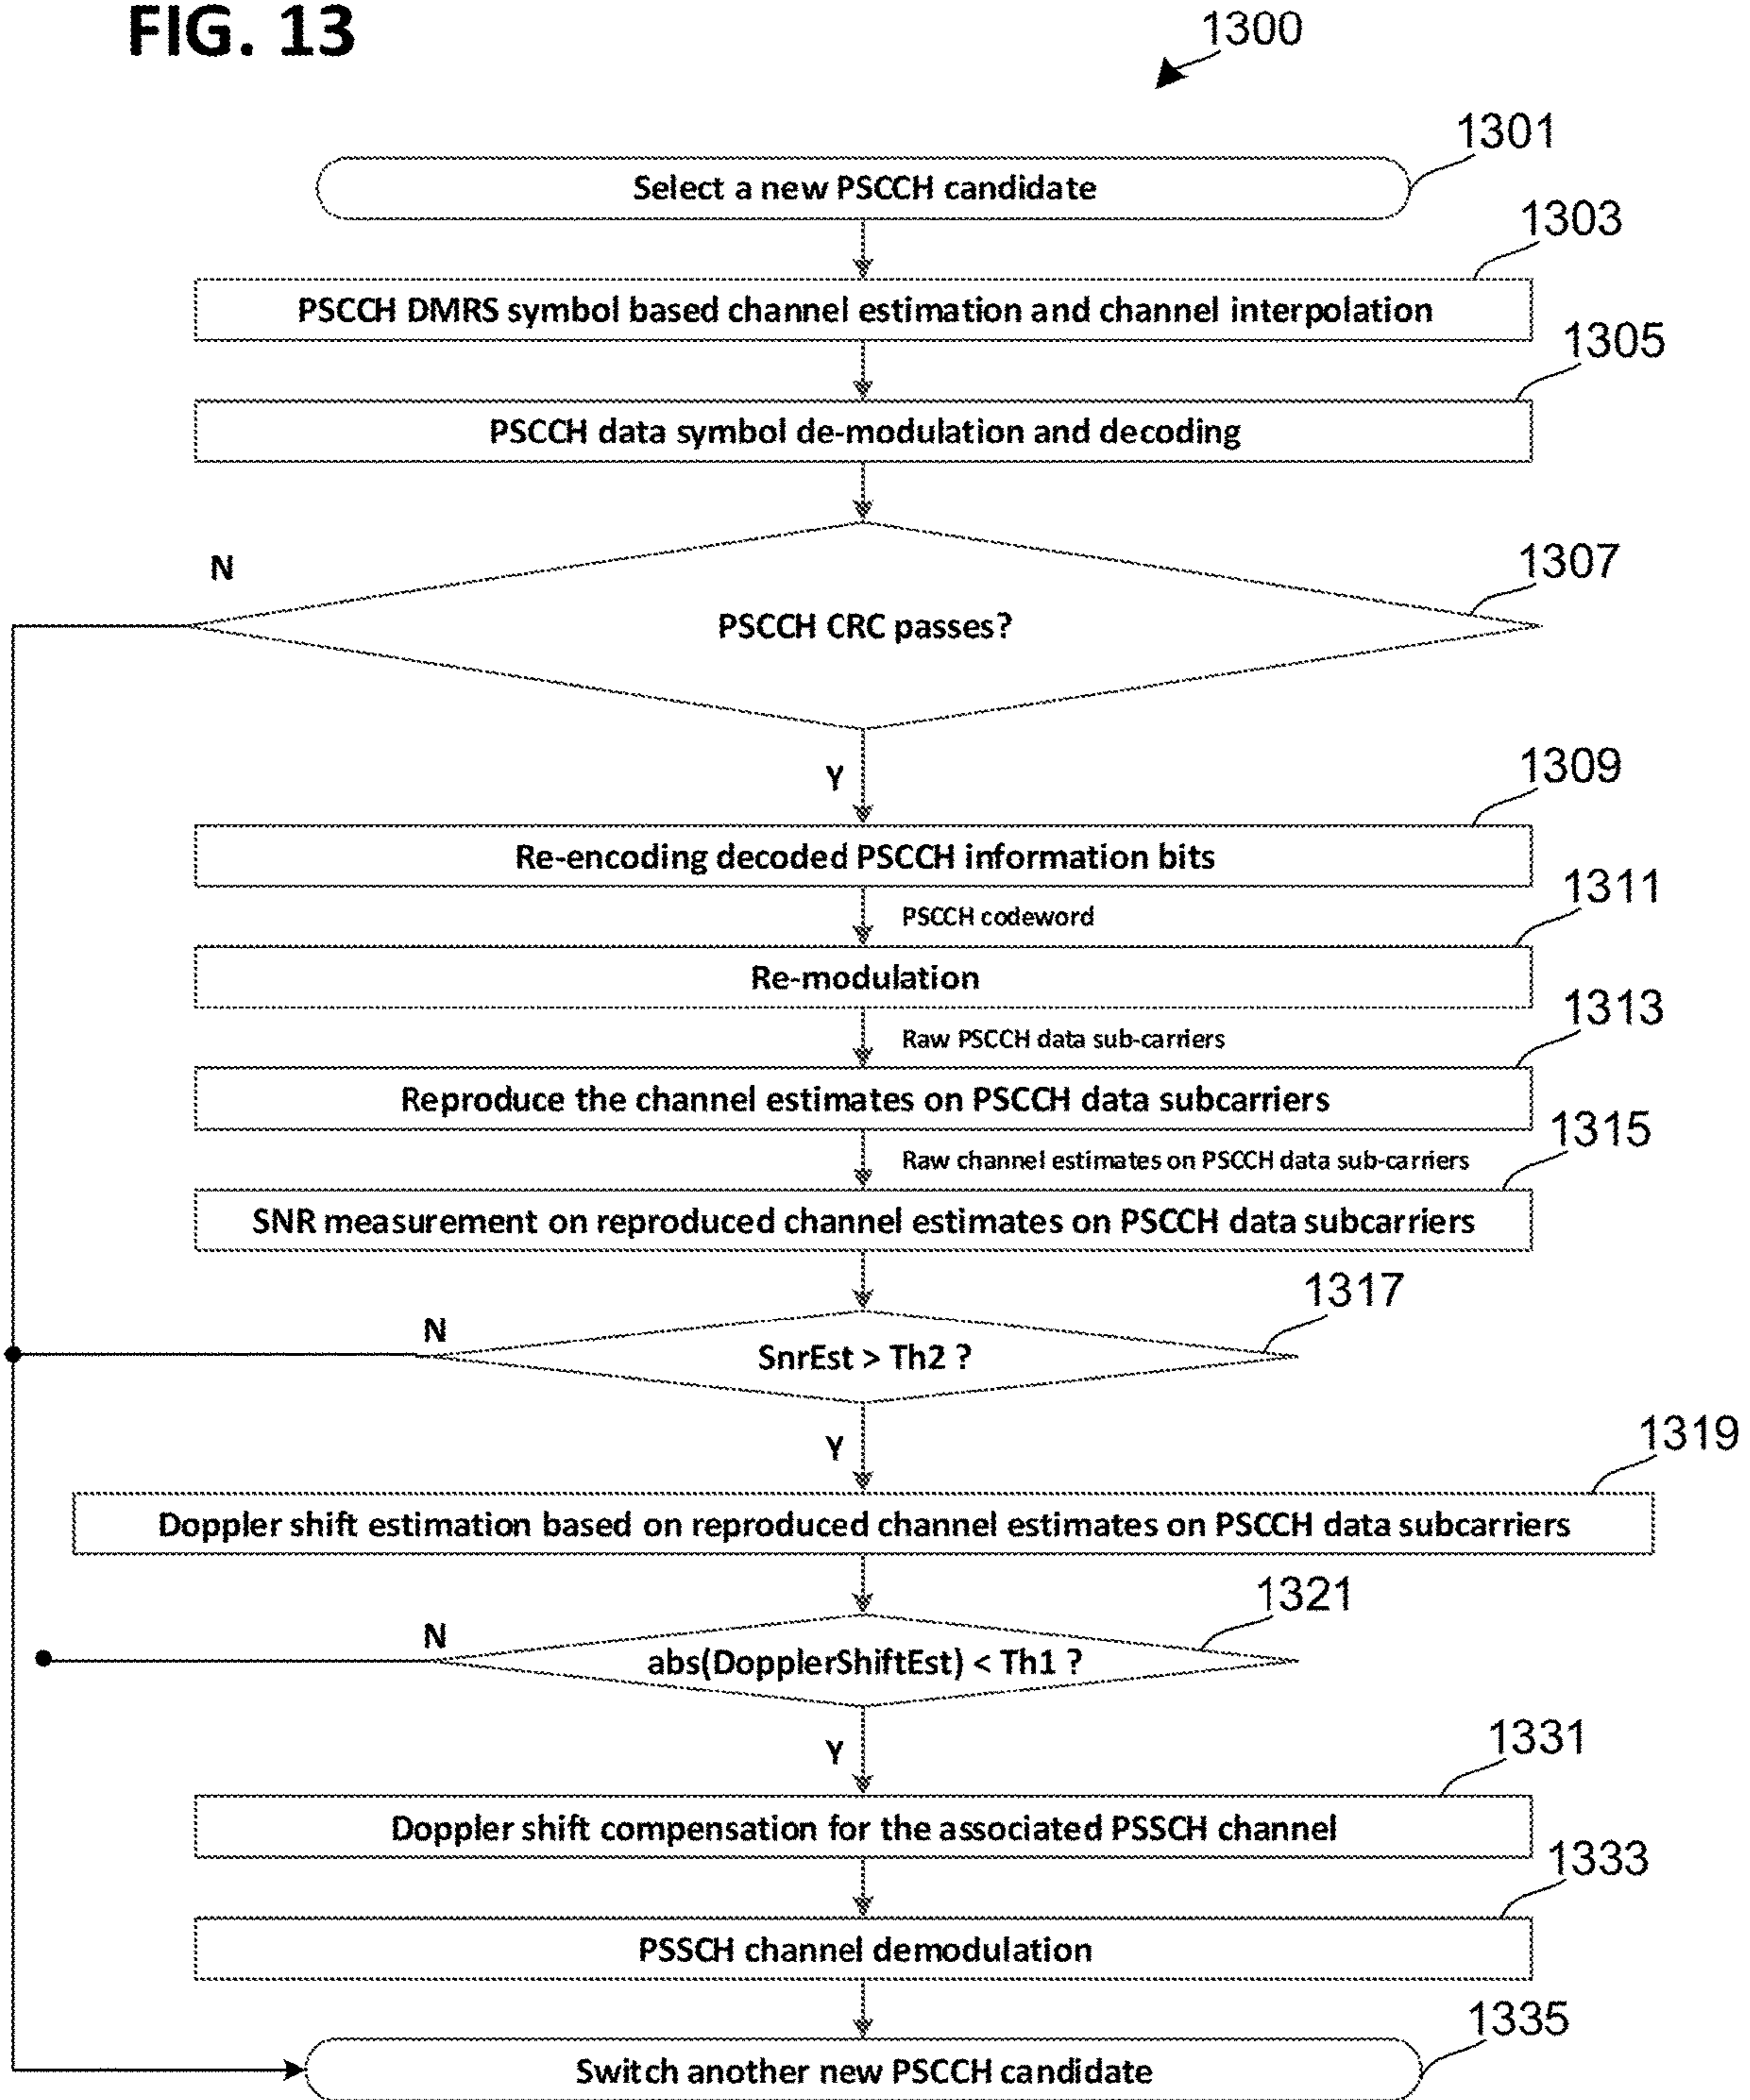 FIG. 13
1300
1301
Select a new PSCCH candidate
1303
PSCCH DMRS symbol based channel estimation and channel interpolation
1305
PSCCH data symbol de-modulation and decoding
N
1307
PSCCH CRC passes?
Y
1309
Re-encoding decoded PSCCH information bits
1311
PSCCH codeword
Re-modulation
1313
Raw PSCCH data sub-carriers
Reproduce the channel estimates on PSCCH data subcarriers
1315
Raw channel estimates on PSCCH data sub-carriers
SNR measurement on reproduced channel estimates on PSCCH data subcarriers
1317
N
SnrEst > Th2 ?
Y
1319
Doppler shift estimation based on reproduced channel estimates on PSCCH data subcarriers
1321
N
abs(DopplerShiftEst) < Th1 ?
Y
1331
Doppler shift compensation for the associated PSSCH channel
1333
PSSCH channel demodulation
1335
Switch another new PSCCH candidate